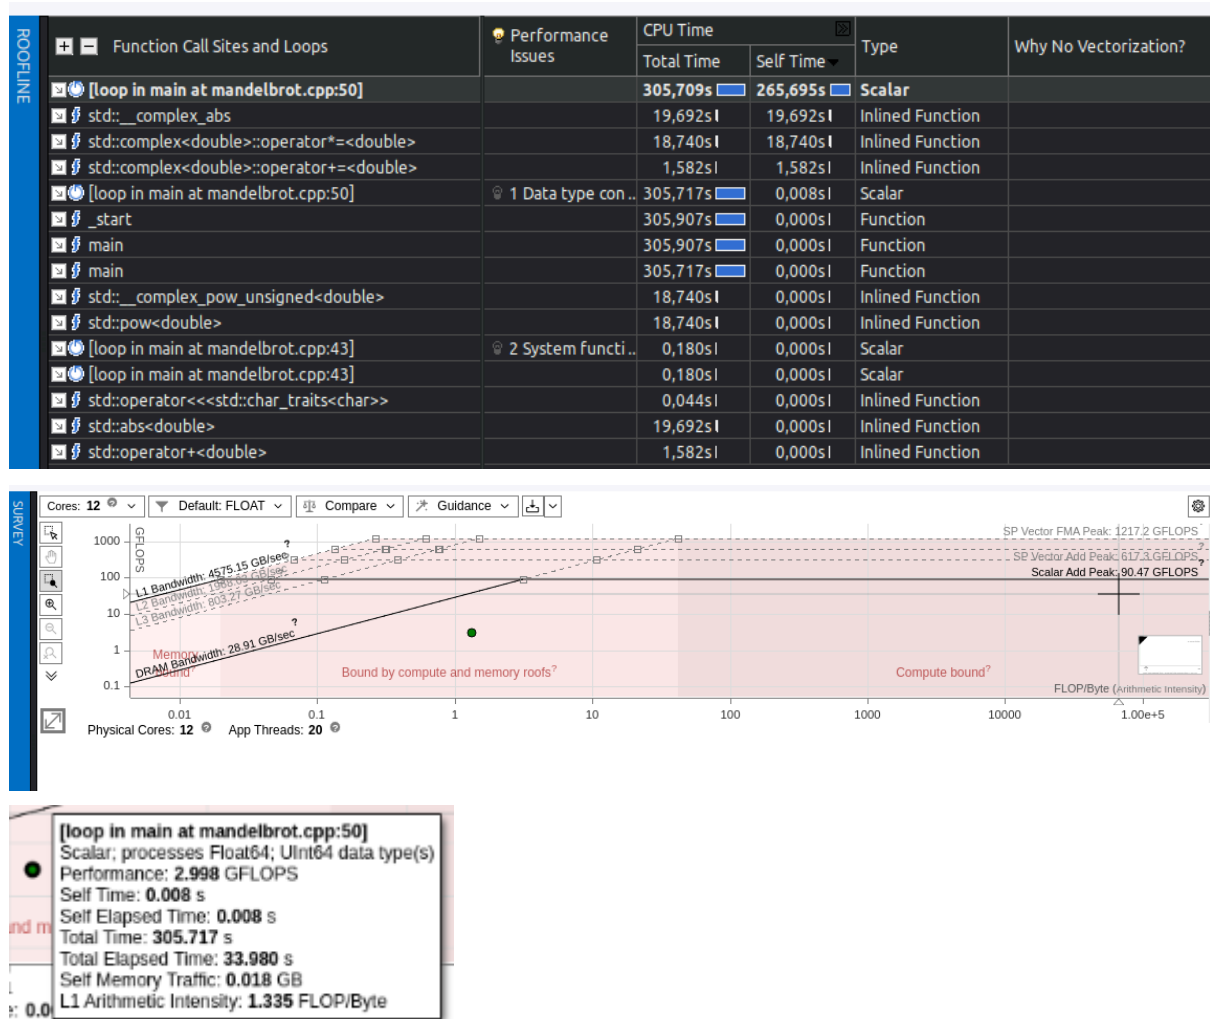 ROOFLINE
Function Call Sites and Loops
Performance Issues
CPU Time
Total Time
Self Time
Type
Why No Vectorization?
[loop in main at mandelbrot.cpp:50] 305,709s 265,695s Scalar
std::__complex_abs 19,692s 19,692s Inlined Function
std::complex<double>::operator*=<double> 18,740s 18,740s Inlined Function
std::complex<double>::operator+=<double> 1,582s 1,582s Inlined Function
[loop in main at mandelbrot.cpp:50] 1 Data type con .. 305,717s 0,008s Scalar
_start 305,907s 0,000s Function
main 305,907s 0,000s Function
main 305,717s 0,000s Function
std::__complex_pow_unsigned<double> 18,740s 0,000s Inlined Function
std::pow<double> 18,740s 0,000s Inlined Function
[loop in main at mandelbrot.cpp:43] 2 System functi .. 0,180s 0,000s Scalar
[loop in main at mandelbrot.cpp:43] 0,180s 0,000s Scalar
std::operator<<<std::char_traits<char>> 0,044s 0,000s Inlined Function
std::abs<double> 19,692s 0,000s Inlined Function
std::operator+<double> 1,582s 0,000s Inlined Function
SURVEY
Cores: 12 Default: FLOAT Compare Guidance
GFLOPS
1000
100
10
1
0.1
SP Vector FMA Peak: 1217.2 GFLOPS
?
SP Vector Add Peak: 617.3 GFLOPS
?
Scalar Add Peak: 90.47 GFLOPS
?
L1 Bandwidth: 4575.15 GB/sec
L3 Bandwidth: 803.27 GB/sec
?
DRAM Bandwidth: 28.91 GB/sec
Memory bound?
Bound by compute and memory roofs?
Compute bound?
FLOP/Byte (Arithmetic Intensity)
0.01 0.1 1 10 100 1000 10000 1.00e+5
Physical Cores: 12 App Threads: 20
[loop in main at mandelbrot.cpp:50]
Scalar; processes Float64; UInt64 data type(s)
Performance: 2.998 GFLOPS
Self Time: 0.008 s
Self Elapsed Time: 0.008 s
Total Time: 305.717 s
Total Elapsed Time: 33.980 s
Self Memory Traffic: 0.018 GB
L1 Arithmetic Intensity: 1.335 FLOP/Byte